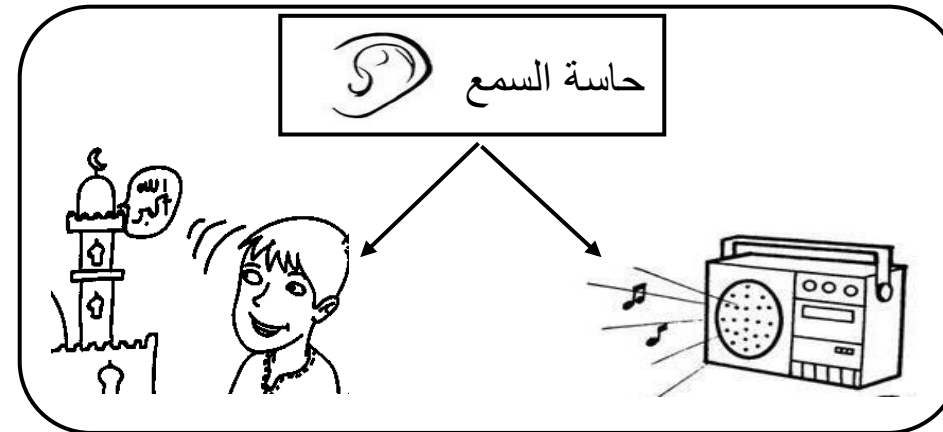 حاسة السمع
الله
أكبر